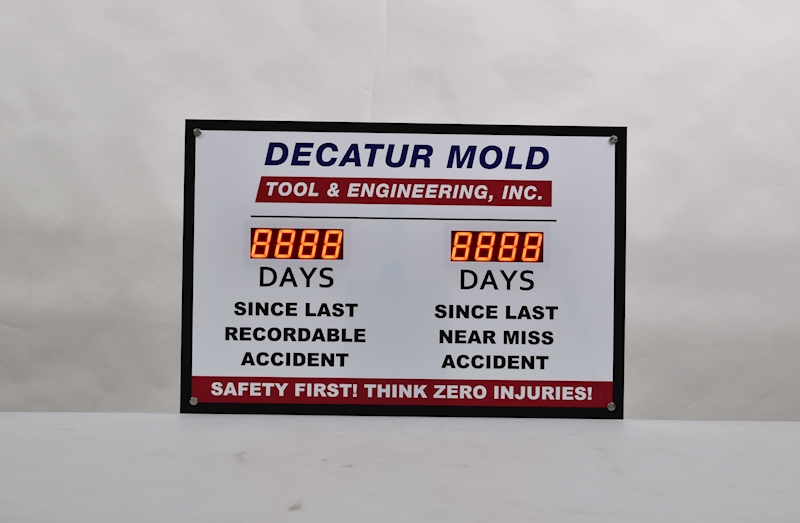 DECATUR MOLD
TOOL & ENGINEERING, INC.
8888 8888
DAYS DAYS
SINCE LAST SINCE LAST
RECORDABLE NEAR MISS
ACCIDENT ACCIDENT
SAFETY FIRST! THINK ZERO INJURIES!